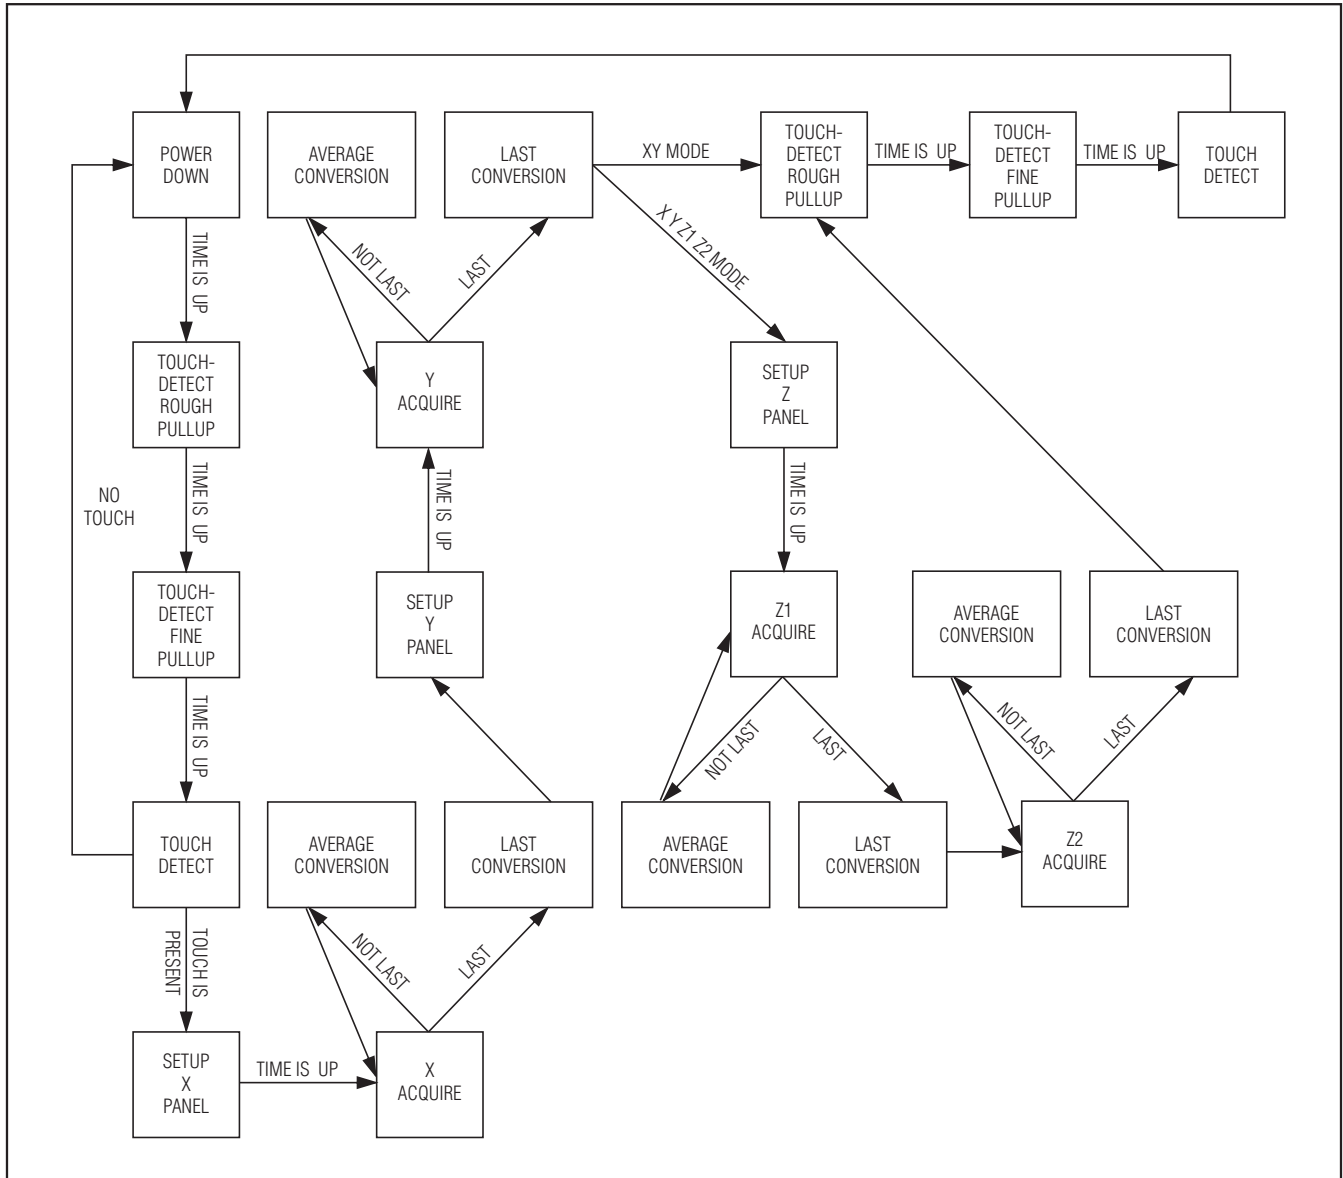 POWER
DOWN
AVERAGE
CONVERSION
LAST
CONVERSION
XY MODE
TOUCH-
DETECT
ROUGH
PULLUP
TIME IS UP
TOUCH-
DETECT
FINE
PULLUP
TIME IS UP
TOUCH
DETECT
TIME IS UP
NOT LAST
LAST
X Y Z1 Z2 MODE
TOUCH-
DETECT
ROUGH
PULLUP
Y
ACQUIRE
SETUP
Z
PANEL
NO
TOUCH
TIME IS UP
TIME IS UP
TIME IS UP
TOUCH-
DETECT
FINE
PULLUP
SETUP
Y
PANEL
Z1
ACQUIRE
AVERAGE
CONVERSION
LAST
CONVERSION
TIME IS UP
NOT LAST
LAST
NOT LAST
LAST
TOUCH
DETECT
AVERAGE
CONVERSION
LAST
CONVERSION
AVERAGE
CONVERSION
LAST
CONVERSION
Z2
ACQUIRE
TOUCH IS
PRESENT
NOT LAST
LAST
SETUP
X
PANEL
TIME IS UP
X
ACQUIRE